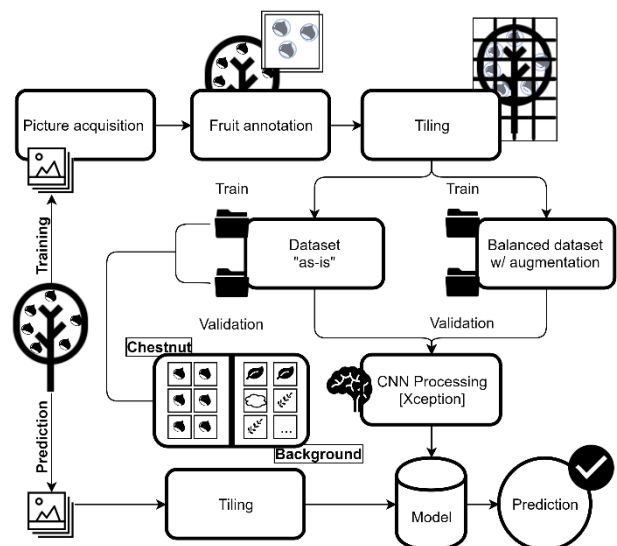 Picture acquisition
Fruit annotation
Tiling
Train
Train
Training
Dataset
"as-is"
Balanced dataset
w/ augmentation
Validation
Validation
Chestnut
CNN Processing
[Xception]
...
Background
Prediction
Tiling
Model
Prediction